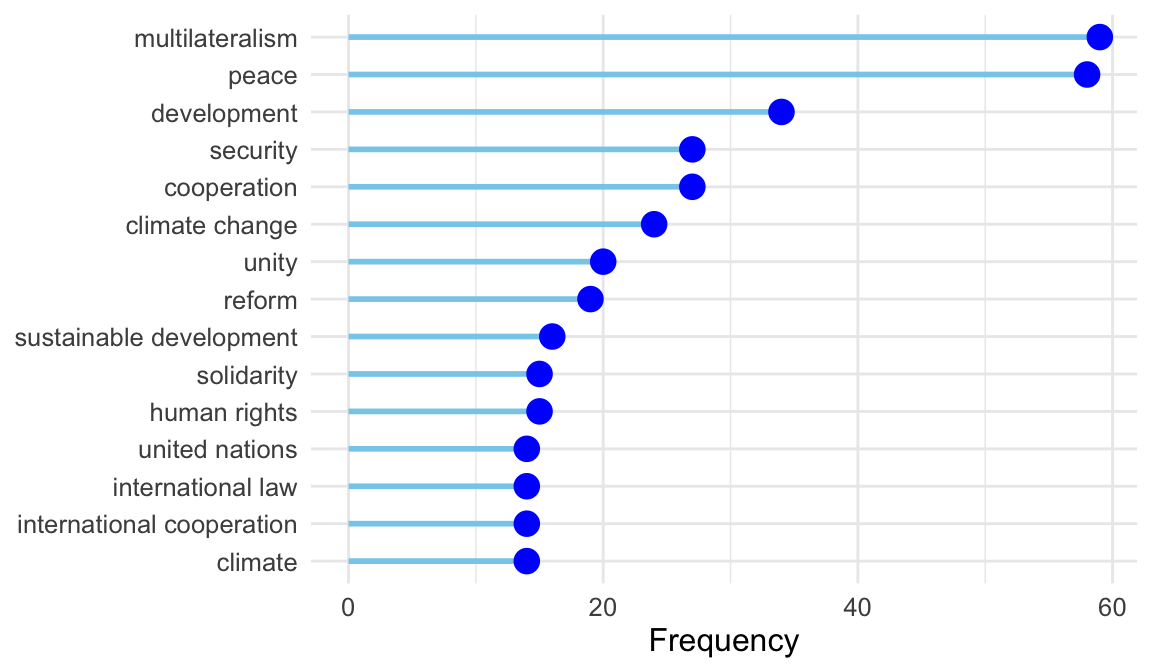 multilateralism
peace
development
security
cooperation
climate change
unity
reform
sustainable development
solidarity
human rights
united nations
international law
international cooperation
climate
0 20 40 60
Frequency